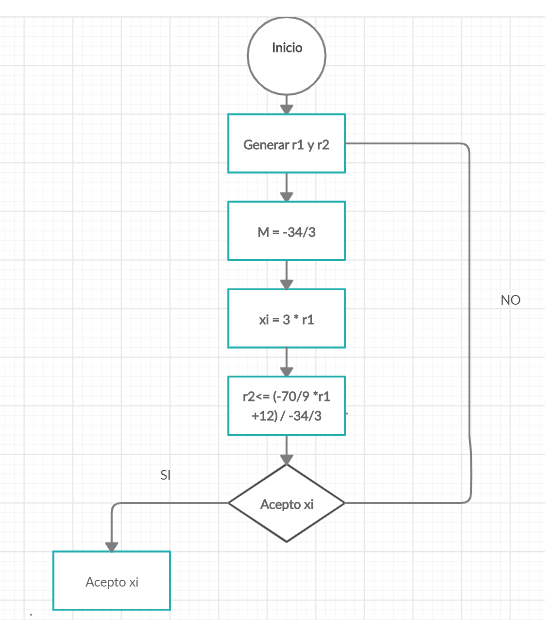 Inicio
Generar r1 y r2
M = -34/3
xi = 3 * r1
NO
r2<= (-70/9 *r1
+12) / -34/3
SI
Acepto xi
Acepto xi